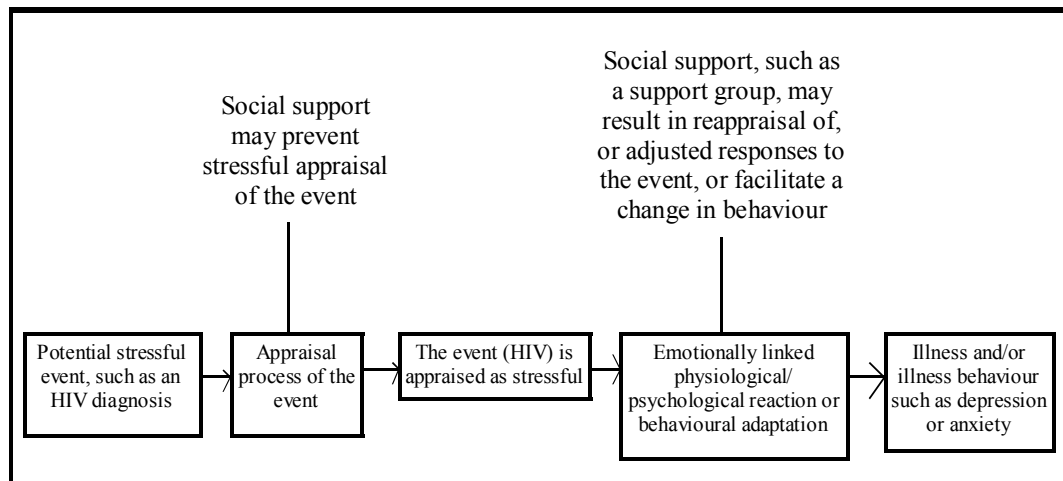 Social support
may prevent
stressful appraisal
of the event
Social support, such as
a support group, may
result in reappraisal of,
or adjusted responses to
the event, or facilitate a
change in behaviour
Potential stressful
event, such as an
HIV diagnosis
Appraisal
process of the
event
The event (HIV) is
appraised as stressful
Emotionally linked
physiological/
psychological reaction or
behavioural adaptation
Illness and/or
illness behaviour
such as depression
or anxiety